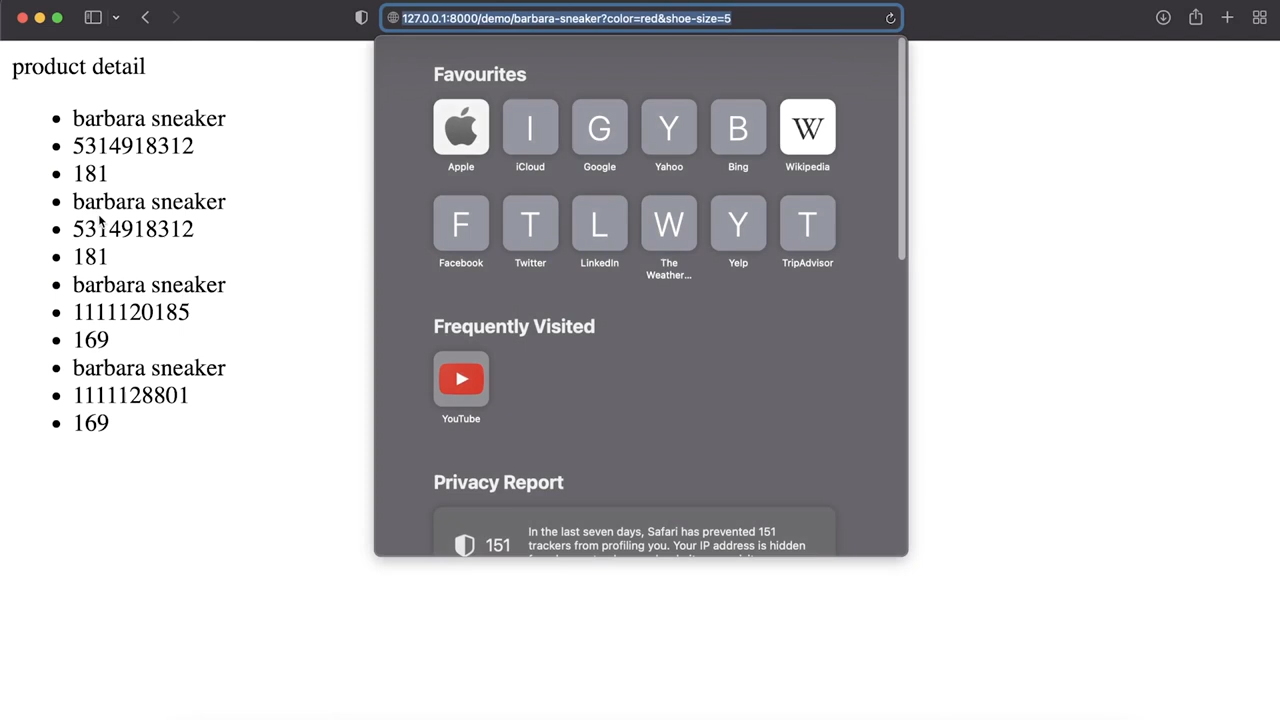 127.0.0.1:8000/demo/barbara-sneaker?color=red&shoe-size=5
product detail
barbara sneaker
5314918312
181
barbara sneaker
5314918312
181
barbara sneaker
1111120185
169
barbara sneaker
1111128801
169
Favourites
I G Y B W
Apple iCloud Google Yahoo Bing Wikipedia
F T L W Y T
Facebook Twitter LinkedIn The Weather... Yelp TripAdvisor
Frequently Visited
YouTube
Privacy Report
151
In the last seven days, Safari has prevented 151
trackers from profiling you. Your IP address is hidden